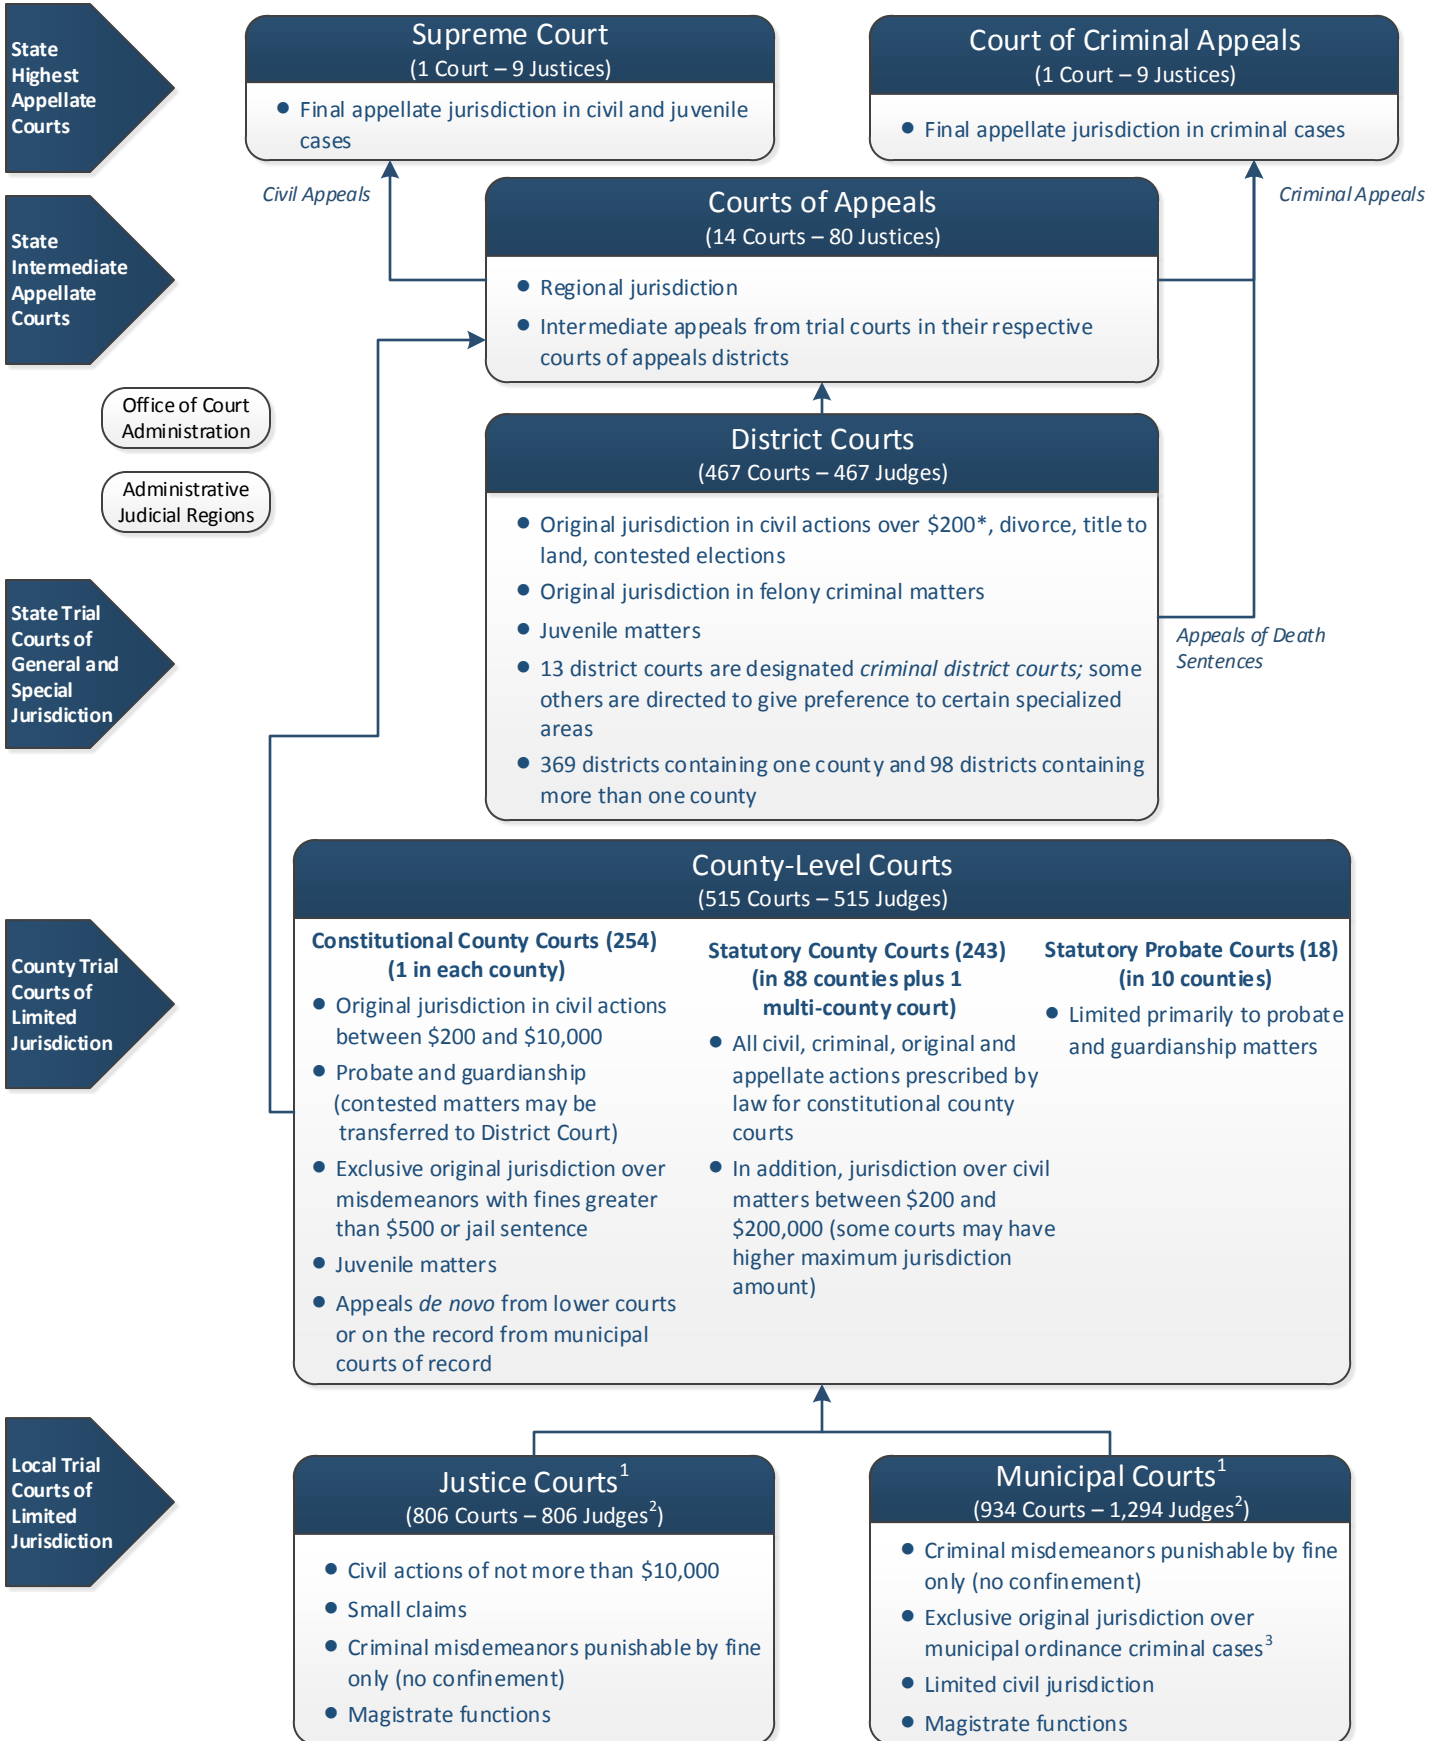 State
Highest
Appellate
Courts
Supreme Court
(1 Court – 9 Justices)
● Final appellate jurisdiction in civil and juvenile
cases
Court of Criminal Appeals
(1 Court – 9 Justices)
● Final appellate jurisdiction in criminal cases
Civil Appeals
Criminal Appeals
State
Intermediate
Appellate
Courts
Courts of Appeals
(14 Courts – 80 Justices)
● Regional jurisdiction
● Intermediate appeals from trial courts in their respective
courts of appeals districts
Office of Court
Administration
Administrative
Judicial Regions
District Courts
(467 Courts – 467 Judges)
● Original jurisdiction in civil actions over $200*, divorce, title to
land, contested elections
● Original jurisdiction in felony criminal matters
● Juvenile matters
● 13 district courts are designated criminal district courts; some
others are directed to give preference to certain specialized
areas
● 369 districts containing one county and 98 districts containing
more than one county
Appeals of Death
Sentences
State Trial
Courts of
General and
Special
Jurisdiction
County Trial
Courts of
Limited
Jurisdiction
County-Level Courts
(515 Courts – 515 Judges)
Constitutional County Courts (254)
(1 in each county)
● Original jurisdiction in civil actions
between $200 and $10,000
● Probate and guardianship
(contested matters may be
transferred to District Court)
● Exclusive original jurisdiction over
misdemeanors with fines greater
than $500 or jail sentence
● Juvenile matters
● Appeals de novo from lower courts
or on the record from municipal
courts of record
Statutory County Courts (243)
(in 88 counties plus 1
multi-county court)
● All civil, criminal, original and
appellate actions prescribed by
law for constitutional county
courts
● In addition, jurisdiction over civil
matters between $200 and
$200,000 (some courts may have
higher maximum jurisdiction
amount)
Statutory Probate Courts (18)
(in 10 counties)
● Limited primarily to probate
and guardianship matters
Local Trial
Courts of
Limited
Jurisdiction
Justice Courts¹
(806 Courts – 806 Judges²)
● Civil actions of not more than $10,000
● Small claims
● Criminal misdemeanors punishable by fine
only (no confinement)
● Magistrate functions
Municipal Courts¹
(934 Courts – 1,294 Judges²)
● Criminal misdemeanors punishable by fine
only (no confinement)
● Exclusive original jurisdiction over
municipal ordinance criminal cases³
● Limited civil jurisdiction
● Magistrate functions